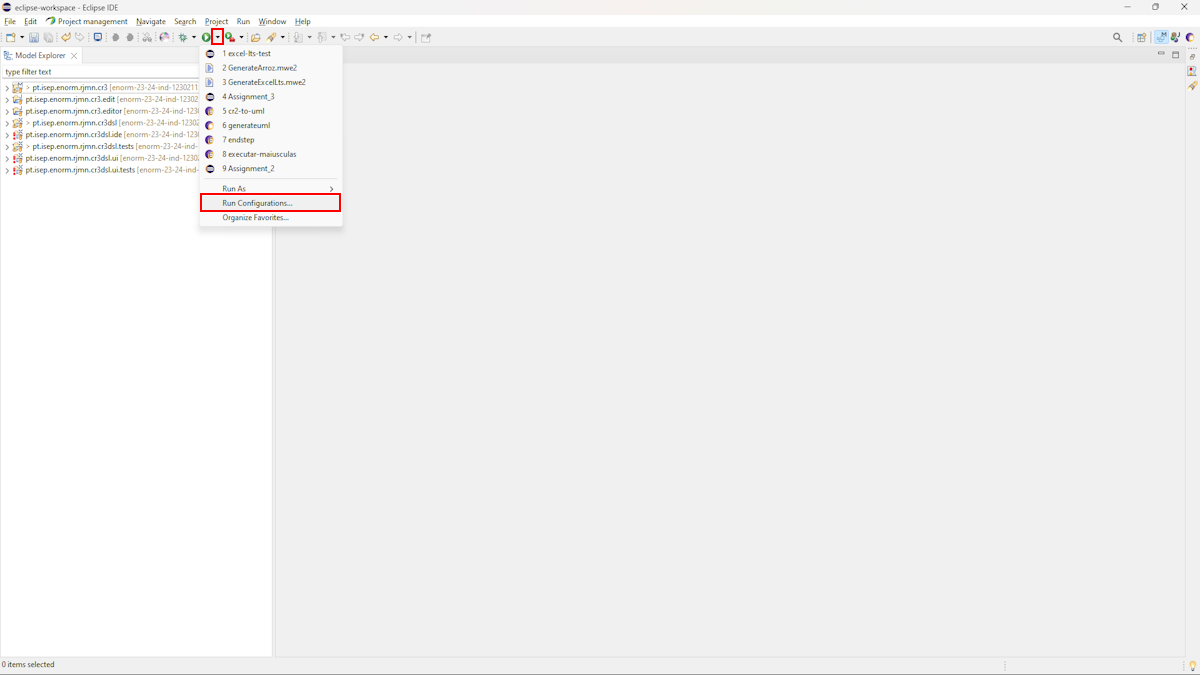 eclipse-workspace - Eclipse IDE
File Edit Project management Navigate Search Project Run Window Help
Model Explorer
type filter text
> pt.isep.enorm.rjmn.cr3 [enorm-23-24-ind-1230211
pt.isep.enorm.rjmn.cr3.edit [enorm-23-24-ind-12302
pt.isep.enorm.rjmn.cr3.editor [enorm-23-24-ind-1230
> pt.isep.enorm.rjmn.cr3dsl [enorm-23-24-ind-12302
pt.isep.enorm.rjmn.cr3dsl.ide [enorm-23-24-ind-1230
> pt.isep.enorm.rjmn.cr3dsl.tests [enorm-23-24-ind-
pt.isep.enorm.rjmn.cr3dsl.ui [enorm-23-24-ind-12302
pt.isep.enorm.rjmn.cr3dsl.ui.tests [enorm-23-24-ind-
1 excel-lts-test
2 GenerateArroz.mwe2
3 GenerateExcelLts.mwe2
4 Assignment_3
5 cr2-to-uml
6 generateuml
7 endstep
8 executar-maiusculas
9 Assignment_2
Run As
Run Configurations...
Organize Favorites...
0 items selected